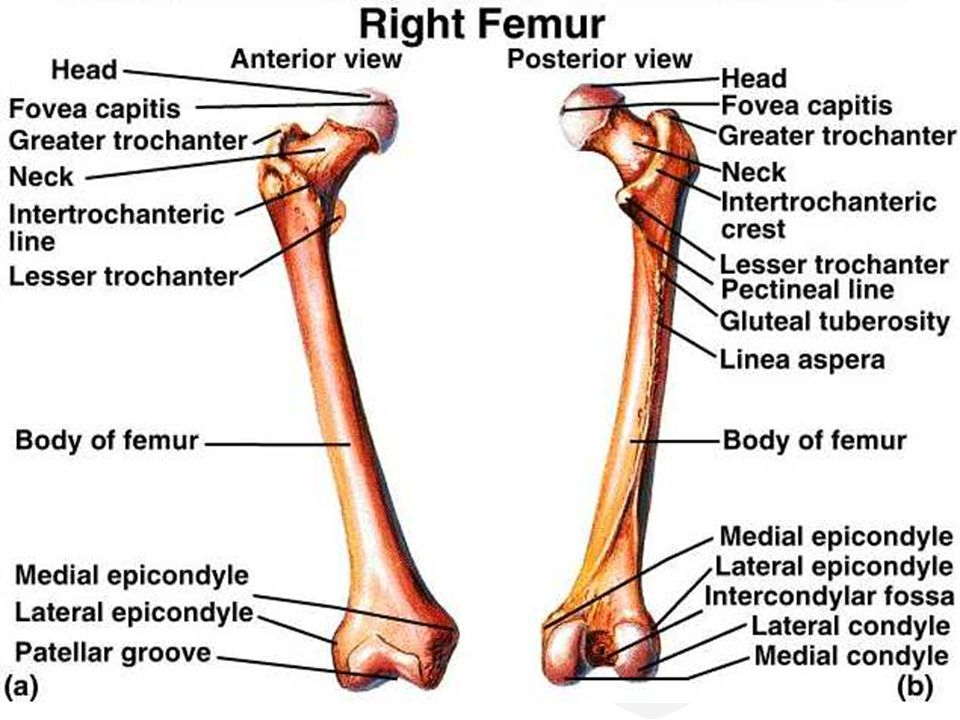 Right Femur
Anterior view
Head
Fovea capitis
Greater trochanter
Neck
Intertrochanteric
line
Lesser trochanter
Body of femur
Medial epicondyle
Lateral epicondyle
Patellar groove
(a)
Posterior view
Head
Fovea capitis
Greater trochanter
Neck
Intertrochanteric
crest
Lesser trochanter
Pectineal line
Gluteal tuberosity
Linea aspera
Body of femur
Medial epicondyle
Lateral epicondyle
Intercondylar fossa
Lateral condyle
Medial condyle
(b)